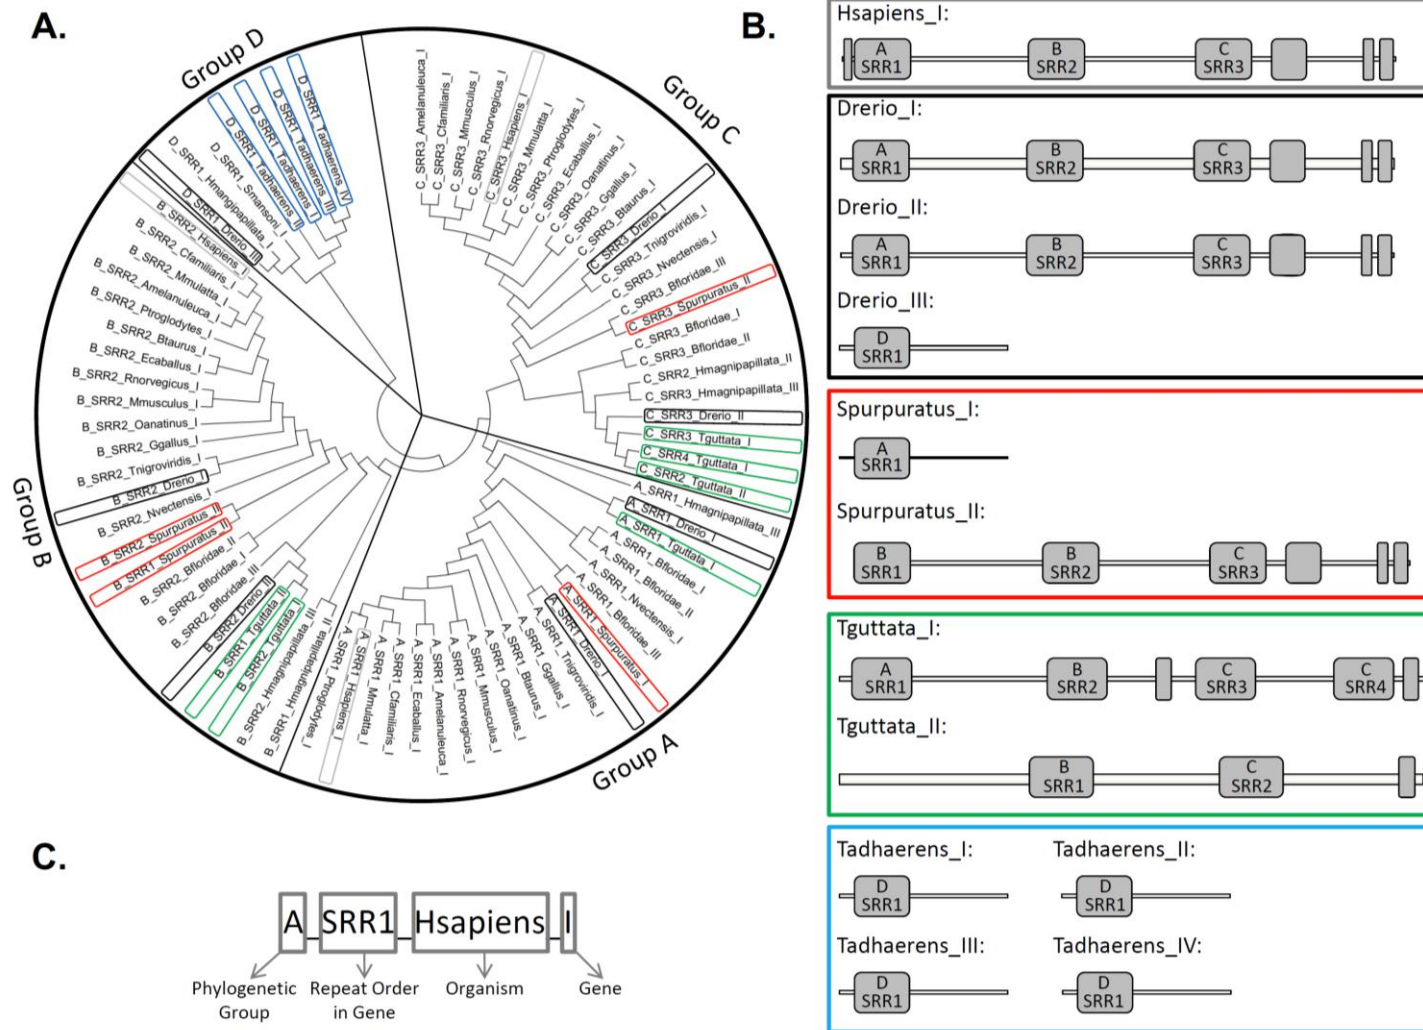 A.
Group D
Group C
Group B
Group A
D_SRR1_Tadhaerens_IV
D_SRR1_Tadhaerens_III
D_SRR1_Tadhaerens_I
D_SRR1_Tadhaerens_II
D_SRR1_Smansoni_I
D_SRR1_Hmangipapillata_I
D_SRR1_Drerio_III
C_SRR3_Amelanuleuca_I
C_SRR3_Cfamiliaris_I
C_SRR3_Mmusculus_I
C_SRR3_Rnorvegicus_I
C_SRR3_Hsapiens_I
C_SRR3_Mmulatta_I
C_SRR3_Ptroglodytes_I
C_SRR3_Ecaballus_I
C_SRR3_Oanatinus_I
C_SRR3_Ggallus_I
C_SRR3_Btaurus_I
C_SRR3_Drerio_I
C_SRR3_Tnigroviridis_I
C_SRR3_Nvectensis_I
C_SRR3_Bfloridae_III
C_SRR3_Spurpuratus_II
C_SRR3_Bfloridae_I
C_SRR3_Bfloridae_II
C_SRR2_Hmagnipapillata_II
C_SRR3_Hmagnipapillata_III
C_SRR3_Drerio_II
C_SRR3_Tguttata_I
C_SRR4_Tguttata_I
C_SRR2_Tguttata_II
A_SRR1_Hmagnipapillata_III
A_SRR1_Drerio_I
A_SRR1_Tguttata_I
A_SRR1_Bfloridae_I
A_SRR1_Bfloridae_II
A_SRR1_Nvectensis_I
A_SRR1_Bfloridae_III
A_SRR1_Spurpuratus_I
A_SRR1_Drerio_I
A_SRR1_Tnigroviridis_I
A_SRR1_Ggallus_I
A_SRR1_Btaurus_I
A_SRR1_Oanatinus_I
A_SRR1_Mmusculus_I
A_SRR1_Rnorvegicus_I
A_SRR1_Amelanuleuca_I
A_SRR1_Ecaballus_I
A_SRR1_Cfamiliaris_I
A_SRR1_Mmulatta_I
A_SRR1_Hsapiens_I
A_SRR1_Ptroglodytes_I
B_SRR1_Hmagnipapillata_II
B_SRR2_Hmagnipapillata_III
B_SRR2_Tguttata_I
B_SRR1_Tguttata_II
B_SRR2_Drerio_II
B_SRR2_Bfloridae_III
B_SRR2_Bfloridae_I
B_SRR2_Bfloridae_II
B_SRR1_Spurpuratus_II
B_SRR2_Spurpuratus_II
B_SRR2_Nvectensis_I
B_SRR2_Drerio_I
B_SRR2_Tnigroviridis_I
B_SRR2_Ggallus_I
B_SRR2_Oanatinus_I
B_SRR2_Mmusculus_I
B_SRR2_Rnorvegicus_I
B_SRR2_Ecaballus_I
B_SRR2_Btaurus_I
B_SRR2_Ptroglodytes_I
B_SRR2_Amelanuleuca_I
B_SRR2_Mmulatta_I
B_SRR2_Cfamiliaris_I
B_SRR2_Hsapiens_I
B.
Hsapiens_I:
A B C
SRR1 SRR2 SRR3
Drerio_I:
A B C
SRR1 SRR2 SRR3
Drerio_II:
A B C
SRR1 SRR2 SRR3
Drerio_III:
D
SRR1
Spurpuratus_I:
A
SRR1
Spurpuratus_II:
B B C
SRR1 SRR2 SRR3
Tguttata_I:
A B C C
SRR1 SRR2 SRR3 SRR4
Tguttata_II:
B C
SRR1 SRR2
Tadhaerens_I: Tadhaerens_II:
D D
SRR1 SRR1
Tadhaerens_III: Tadhaerens_IV:
D D
SRR1 SRR1
C.
A_SRR1_Hsapiens_I
Phylogenetic Repeat Order Organism Gene
Group in Gene